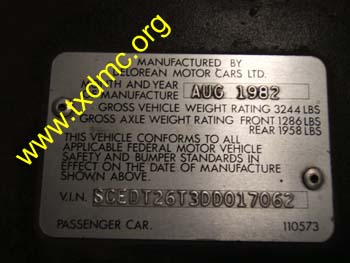 MANUFACTURED BY
DELOREAN MOTOR CARS LTD.
MONTH AND YEAR
OF MANUFACTURE AUG 1982
GROSS VEHICLE WEIGHT RATING 3244 LBS
GROSS AXLE WEIGHT RATING FRONT 1286 LBS
REAR 1958 LBS
THIS VEHICLE CONFORMS TO ALL
APPLICABLE FEDERAL MOTOR VEHICLE
SAFETY AND BUMPER STANDARDS IN
EFFECT ON THE DATE OF MANUFACTURE
SHOWN ABOVE.
V.I.N. SCEDT26T3DD017062
PASSENGER CAR. 110573
www.txdmc.org